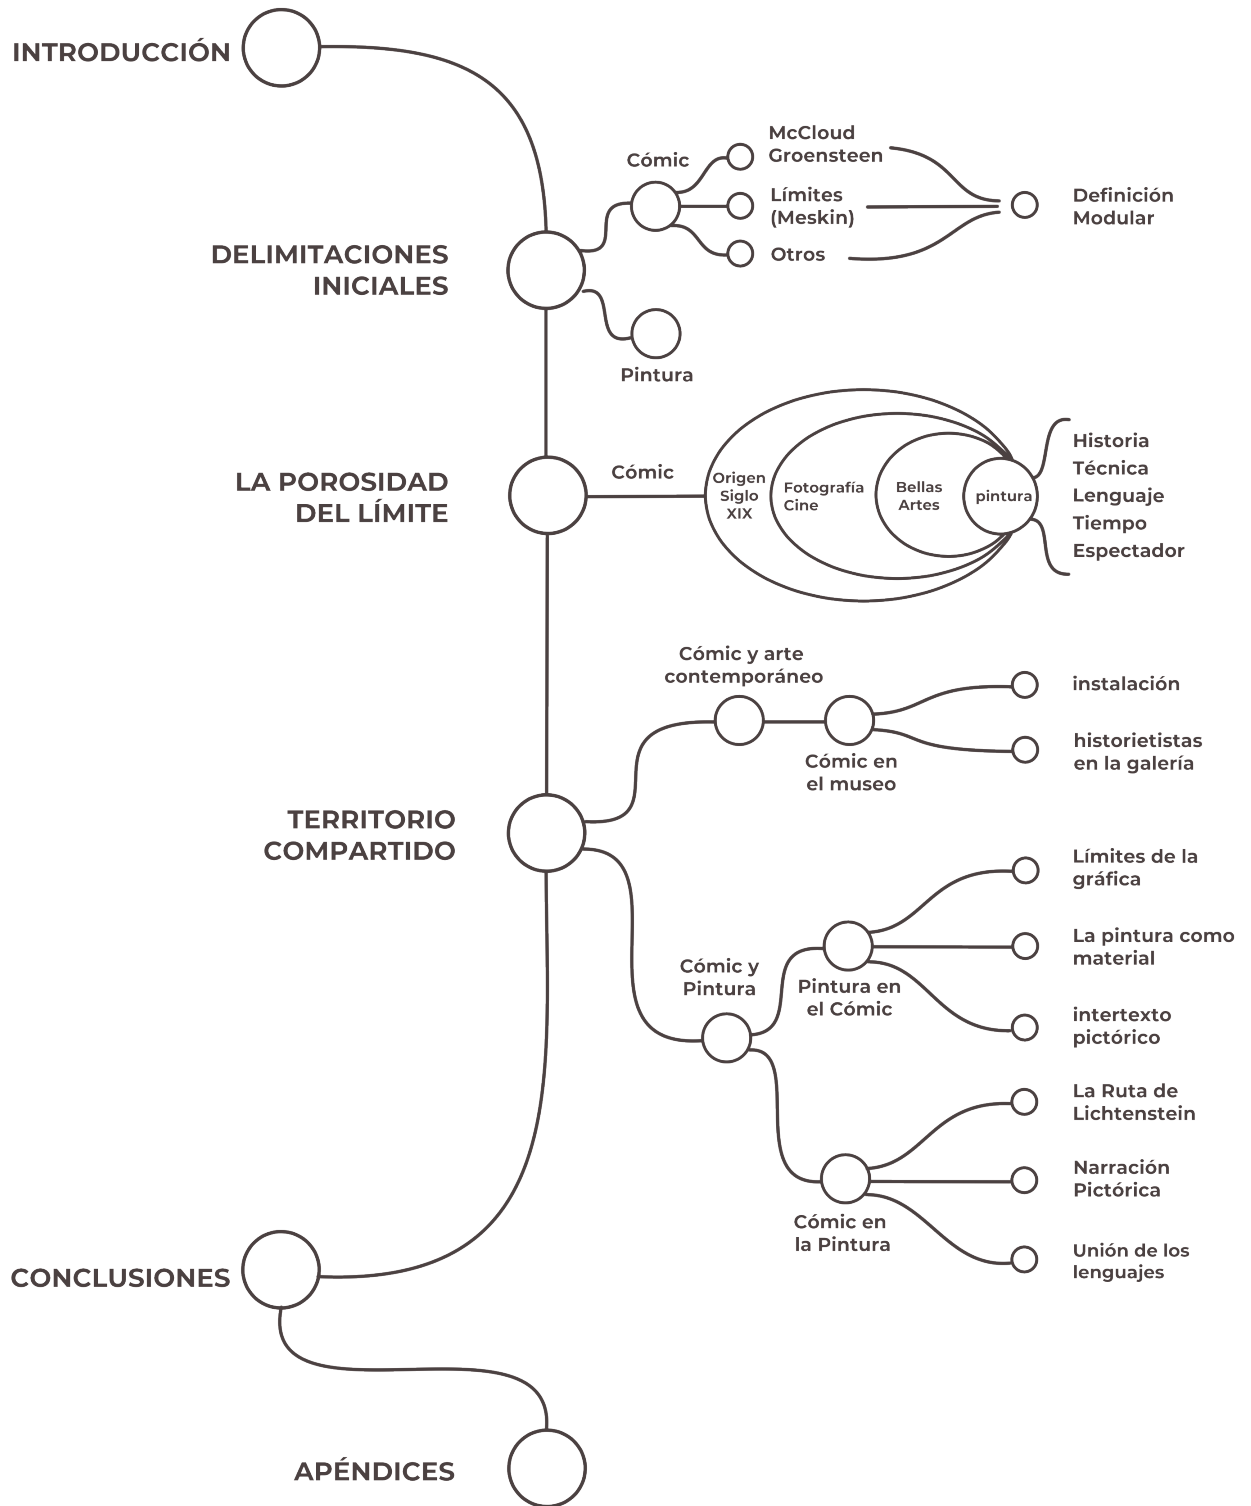 INTRODUCCIÓN
McCloud
Groensteen
Cómic
Límites
(Meskin)
Otros
Definición
Modular
DELIMITACIONES
INICIALES
Pintura
LA POROSIDAD
DEL LÍMITE
Cómic
Origen
Siglo
XIX
Fotografía
Cine
Bellas
Artes
pintura
Historia
Técnica
Lenguaje
Tiempo
Espectador
TERRITORIO
COMPARTIDO
Cómic y arte
contemporáneo
Cómic en
el museo
instalación
historietistas
en la galería
Cómic y
Pintura
Pintura en
el Cómic
Límites de la
gráfica
La pintura como
material
intertexto
pictórico
Cómic en
la Pintura
La Ruta de
Lichtenstein
Narración
Pictórica
Unión de los
lenguajes
CONCLUSIONES
APÉNDICES